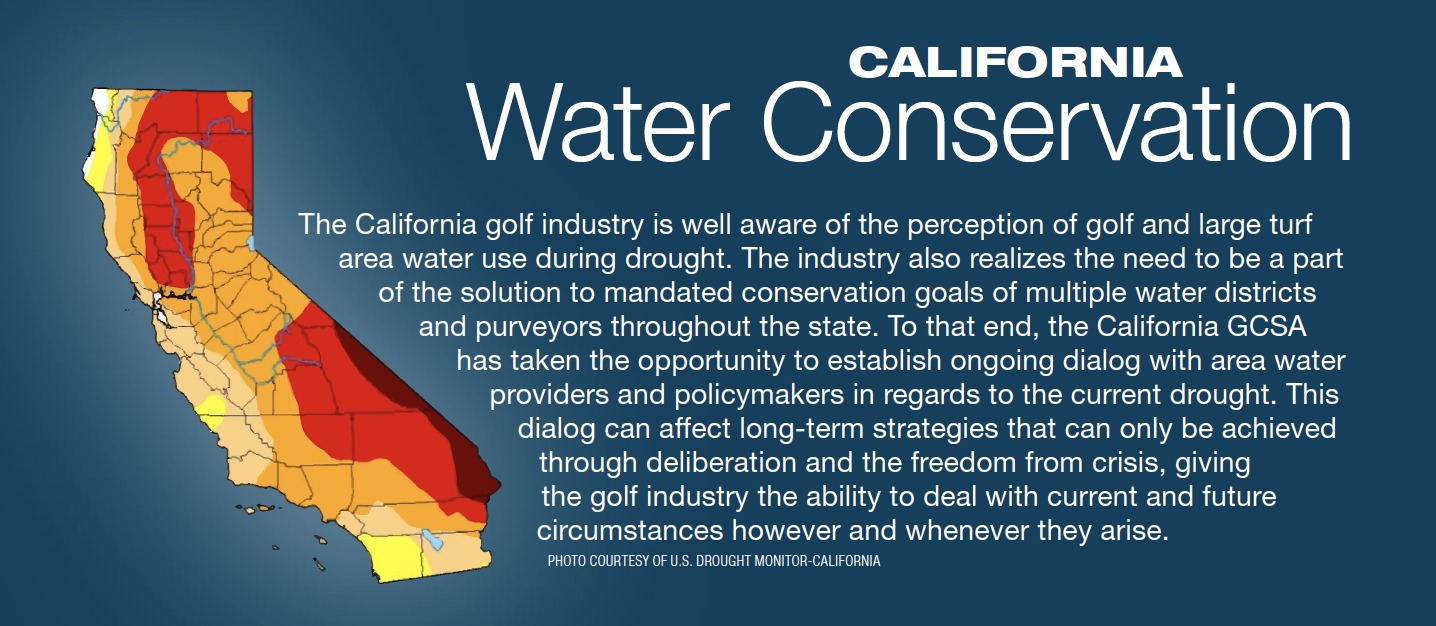 CALIFORNIA
Water Conservation
The California golf industry is well aware of the perception of golf and large turf
area water use during drought. The industry also realizes the need to be a part
of the solution to mandated conservation goals of multiple water districts
and purveyors throughout the state. To that end, the California GCSA
has taken the opportunity to establish ongoing dialog with area water
providers and policymakers in regards to the current drought. This
dialog can affect long-term strategies that can only be achieved
through deliberation and the freedom from crisis, giving
the golf industry the ability to deal with current and future
circumstances however and whenever they arise.
PHOTO COURTESY OF U.S. DROUGHT MONITOR-CALIFORNIA